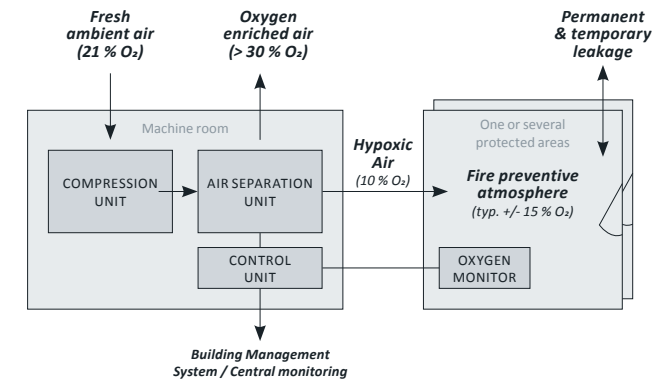 Fresh
ambient air
(21 % O₂)
Oxygen
enriched air
(> 30 % O₂)
Permanent
& temporary
leakage
Machine room
One or several
protected areas
COMPRESSION
UNIT
AIR SEPARATION
UNIT
Hypoxic
Air
(10 % O₂)
Fire preventive
atmosphere
(typ. +/- 15 % O₂)
CONTROL
UNIT
OXYGEN
MONITOR
Building Management
System / Central monitoring